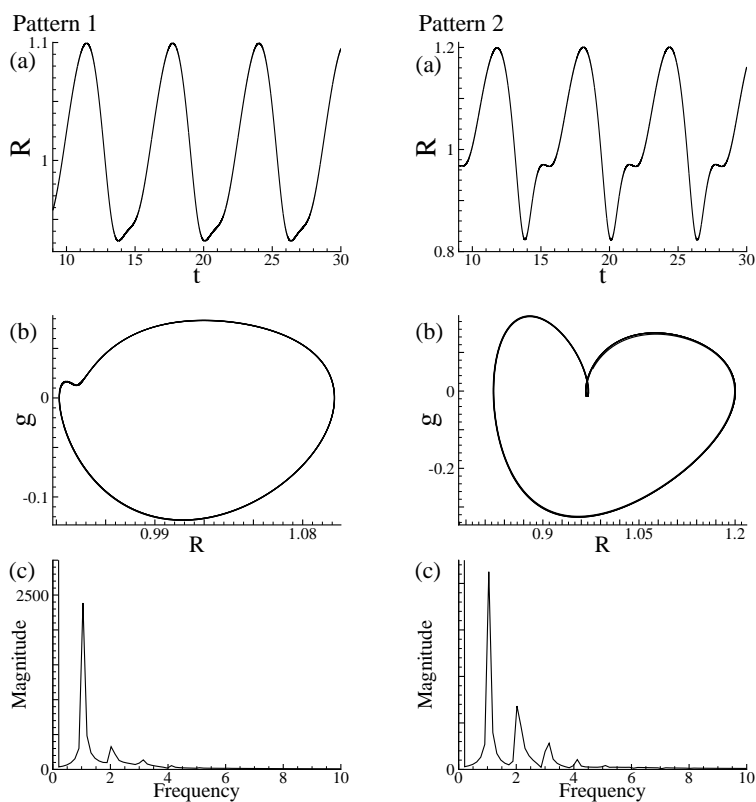 Pattern 1
(a)
1.1
1
R
10
15
20
25
30
t
(b)
0
-0.1
g
0.99
1.08
R
(c)
2500
0
Magnitude
0
2
4
6
8
10
Frequency
Pattern 2
(a)
1.2
1
0.8
R
10
15
20
25
30
t
(b)
0
-0.2
g
0.9
1.05
1.2
R
(c)
Magnitude
0
2
4
6
8
10
Frequency